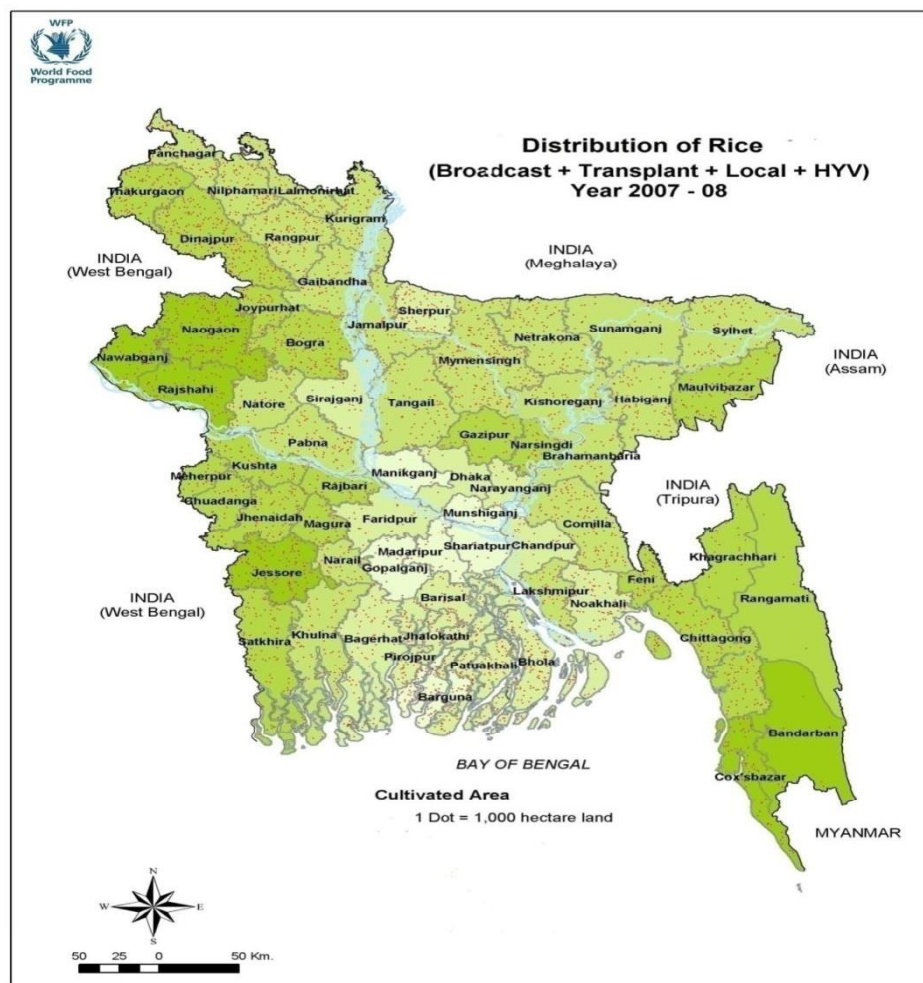 WFP
World Food
Programme
Distribution of Rice
(Broadcast + Transplant + Local + HYV)
Year 2007 - 08
Panchagar
Thakurgaon
Nilphamari
Lalmonirhat
Kurigram
Dinajpur
Rangpur
INDIA
(West Bengal)
INDIA
(Meghalaya)
Gaibandha
Joypurhat
Sherpur
Jamalpur
Naogaon
Bogra
Netrakona
Sunamganj
Sylhet
Nawabganj
Mymensingh
INDIA
(Assam)
Rajshahi
Natore
Sirajganj
Tangail
Kishoreganj
Habiganj
Maulvibazar
Pabna
Gazipur
Narsingdi
Brahamanbaria
Kushta
Meherpur
Manikganj
Dhaka
Narayanganj
INDIA
(Tripura)
Chuadanga
Rajbari
Jhenaidah
Magura
Faridpur
Munshiganj
Comilla
Shariatpur
Chandpur
Madaripur
Narail
Gopalganj
Jessore
Khagrachhari
Feni
INDIA
(West Bengal)
Barisal
Lakshmipur
Noakhali
Rangamati
Satkhira
Khulna
Bagerhat
Jhalokathi
Chittagong
Pirojpur
Patuakhali
Bhola
Barguna
Bandarban
BAY OF BENGAL
Cox'sbazar
Cultivated Area
1 Dot = 1,000 hectare land
MYANMAR
N
W
E
S
50 25 0 50 Km.